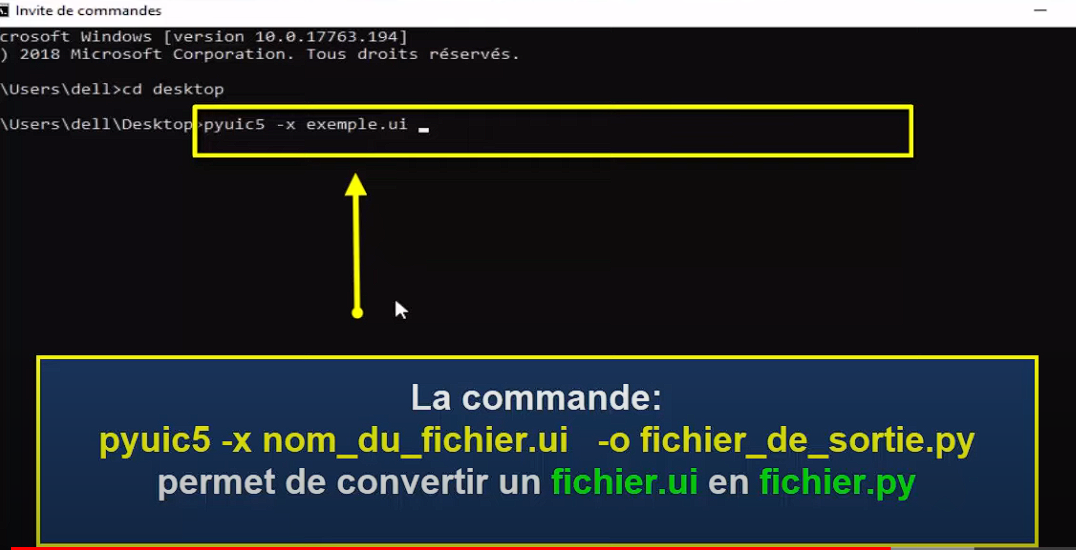 Invite de commandes
crosoft Windows [version 10.0.17763.194]
) 2018 Microsoft Corporation. Tous droits réservés.
\Users\dell>cd desktop
\Users\dell\Desktop>pyuic5 -x exemple.ui
La commande:
pyuic5 -x nom_du_fichier.ui -o fichier_de_sortie.py
permet de convertir un fichier.ui en fichier.py